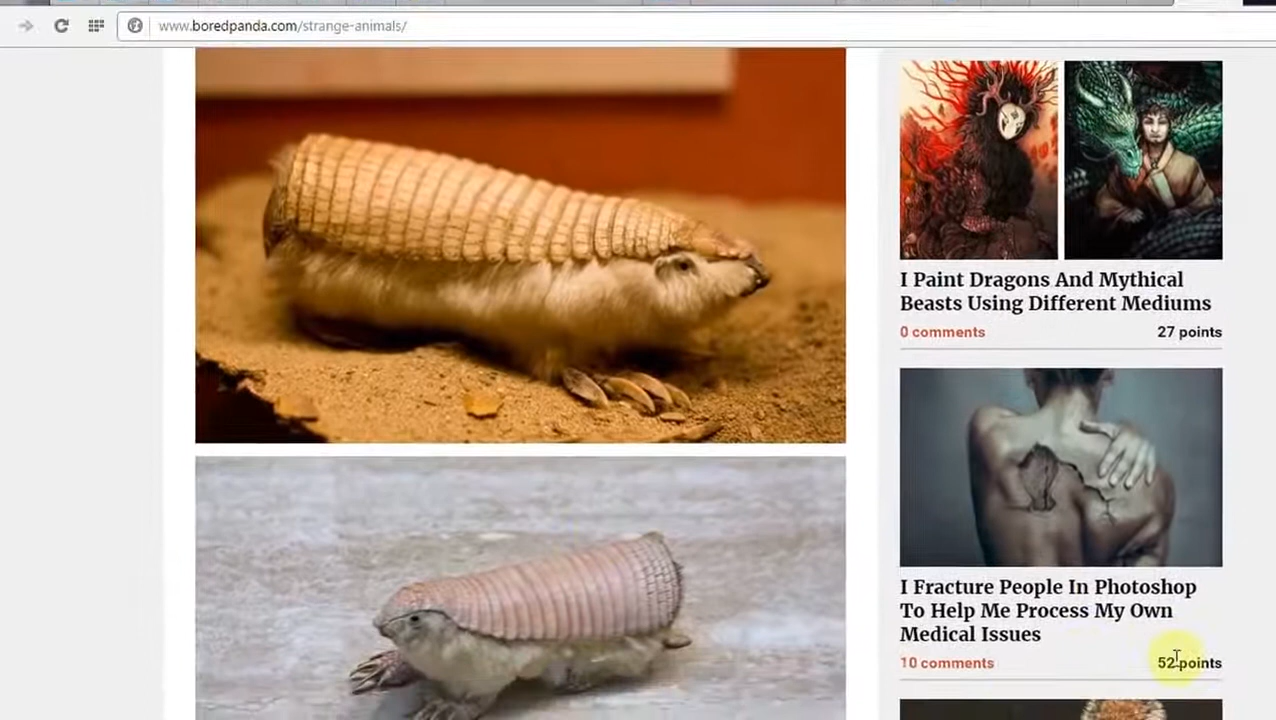 www.boredpanda.com/strange-animals/
I Paint Dragons And Mythical
Beasts Using Different Mediums
0 comments 27 points
I Fracture People In Photoshop
To Help Me Process My Own
Medical Issues
10 comments 52 points